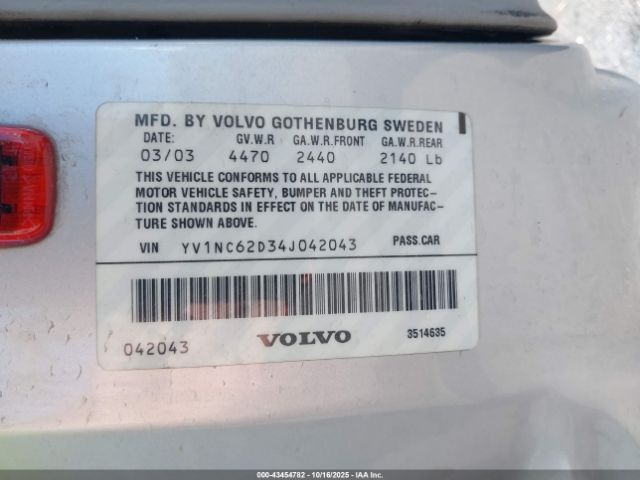 MFD. BY VOLVO GOTHENBURG SWEDEN
DATE: GV.W.R GA.W.R.FRONT GA.W.R.REAR
03/03 4470 2440 2140 Lb
THIS VEHICLE CONFORMS TO ALL APPLICABLE FEDERAL
MOTOR VEHICLE SAFETY, BUMPER AND THEFT PROTEC-
TION STANDARDS IN EFFECT ON THE DATE OF MANUFAC-
TURE SHOWN ABOVE.
VIN YV1NC62D34J042043 PASS.CAR
042043 VOLVO 3514635
000-43454782 | 10/16/2025 | © IAA Holdings, LLC